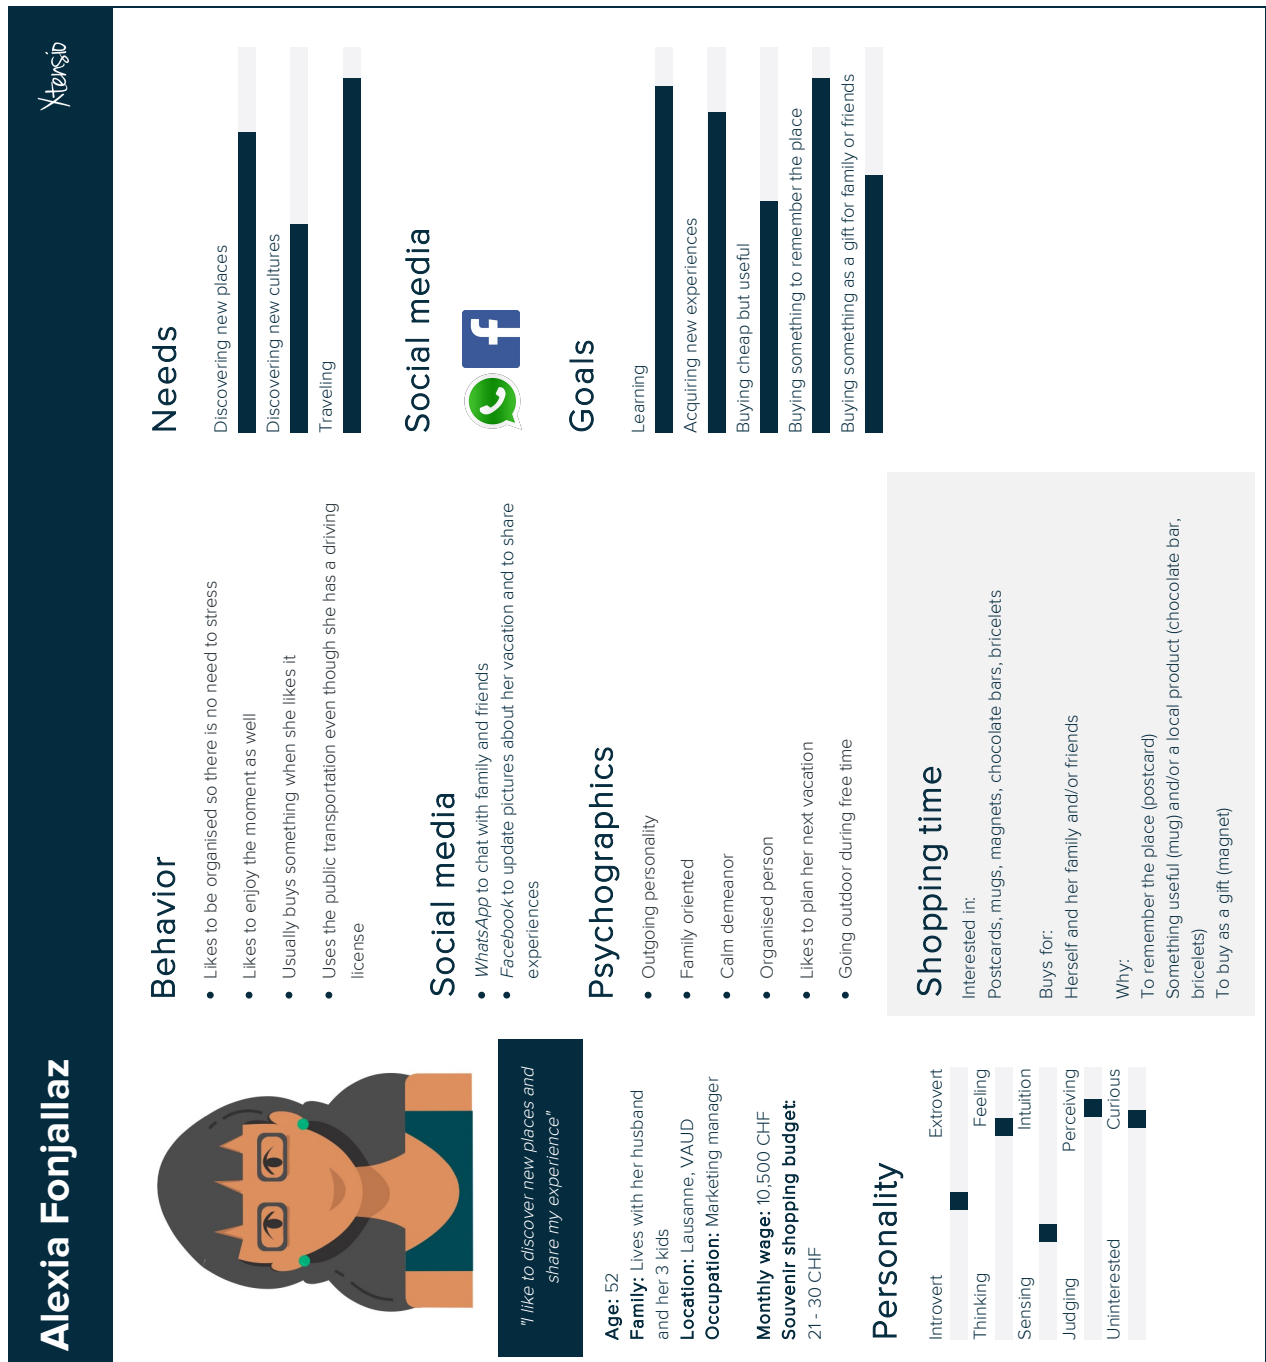 Alexia Fonjallaz
Xtensio
"I like to discover new places and
share my experience"
Age: 52
Family: Lives with her husband
and her 3 kids
Location: Lausanne, VAUD
Occupation: Marketing manager
Monthly wage: 10,500 CHF
Souvenir shopping budget:
21 - 30 CHF
Personality
Introvert Extrovert
Thinking Feeling
Sensing Intuition
Judging Perceiving
Uninterested Curious
Behavior
• Likes to be organised so there is no need to stress
• Likes to enjoy the moment as well
• Usually buys something when she likes it
• Uses the public transportation even though she has a driving
license
Social media
• WhatsApp to chat with family and friends
• Facebook to update pictures about her vacation and to share
experiences
Psychographics
• Outgoing personality
• Family oriented
• Calm demeanor
• Organised person
• Likes to plan her next vacation
• Going outdoor during free time
Shopping time
Interested in:
Postcards, mugs, magnets, chocolate bars, bricelets
Buys for:
Herself and her family and/or friends
Why:
To remember the place (postcard)
Something useful (mug) and/or a local product (chocolate bar,
bricelets)
To buy as a gift (magnet)
Needs
Discovering new places
Discovering new cultures
Traveling
Social media
f
Goals
Learning
Acquiring new experiences
Buying cheap but useful
Buying something to remember the place
Buying something as a gift for family or friends